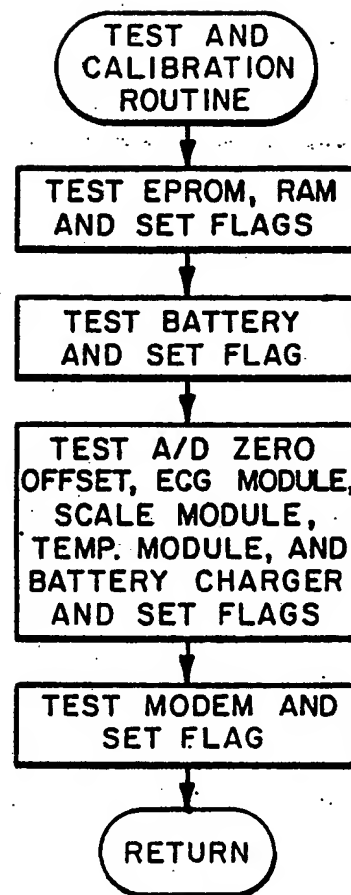 TEST AND
CALIBRATION
ROUTINE
TEST EPROM, RAM
AND SET FLAGS
TEST BATTERY
AND SET FLAG
TEST A/D ZERO
OFFSET, ECG MODULE,
SCALE MODULE,
TEMP. MODULE, AND
BATTERY CHARGER
AND SET FLAGS
TEST MODEM AND
SET FLAG
RETURN